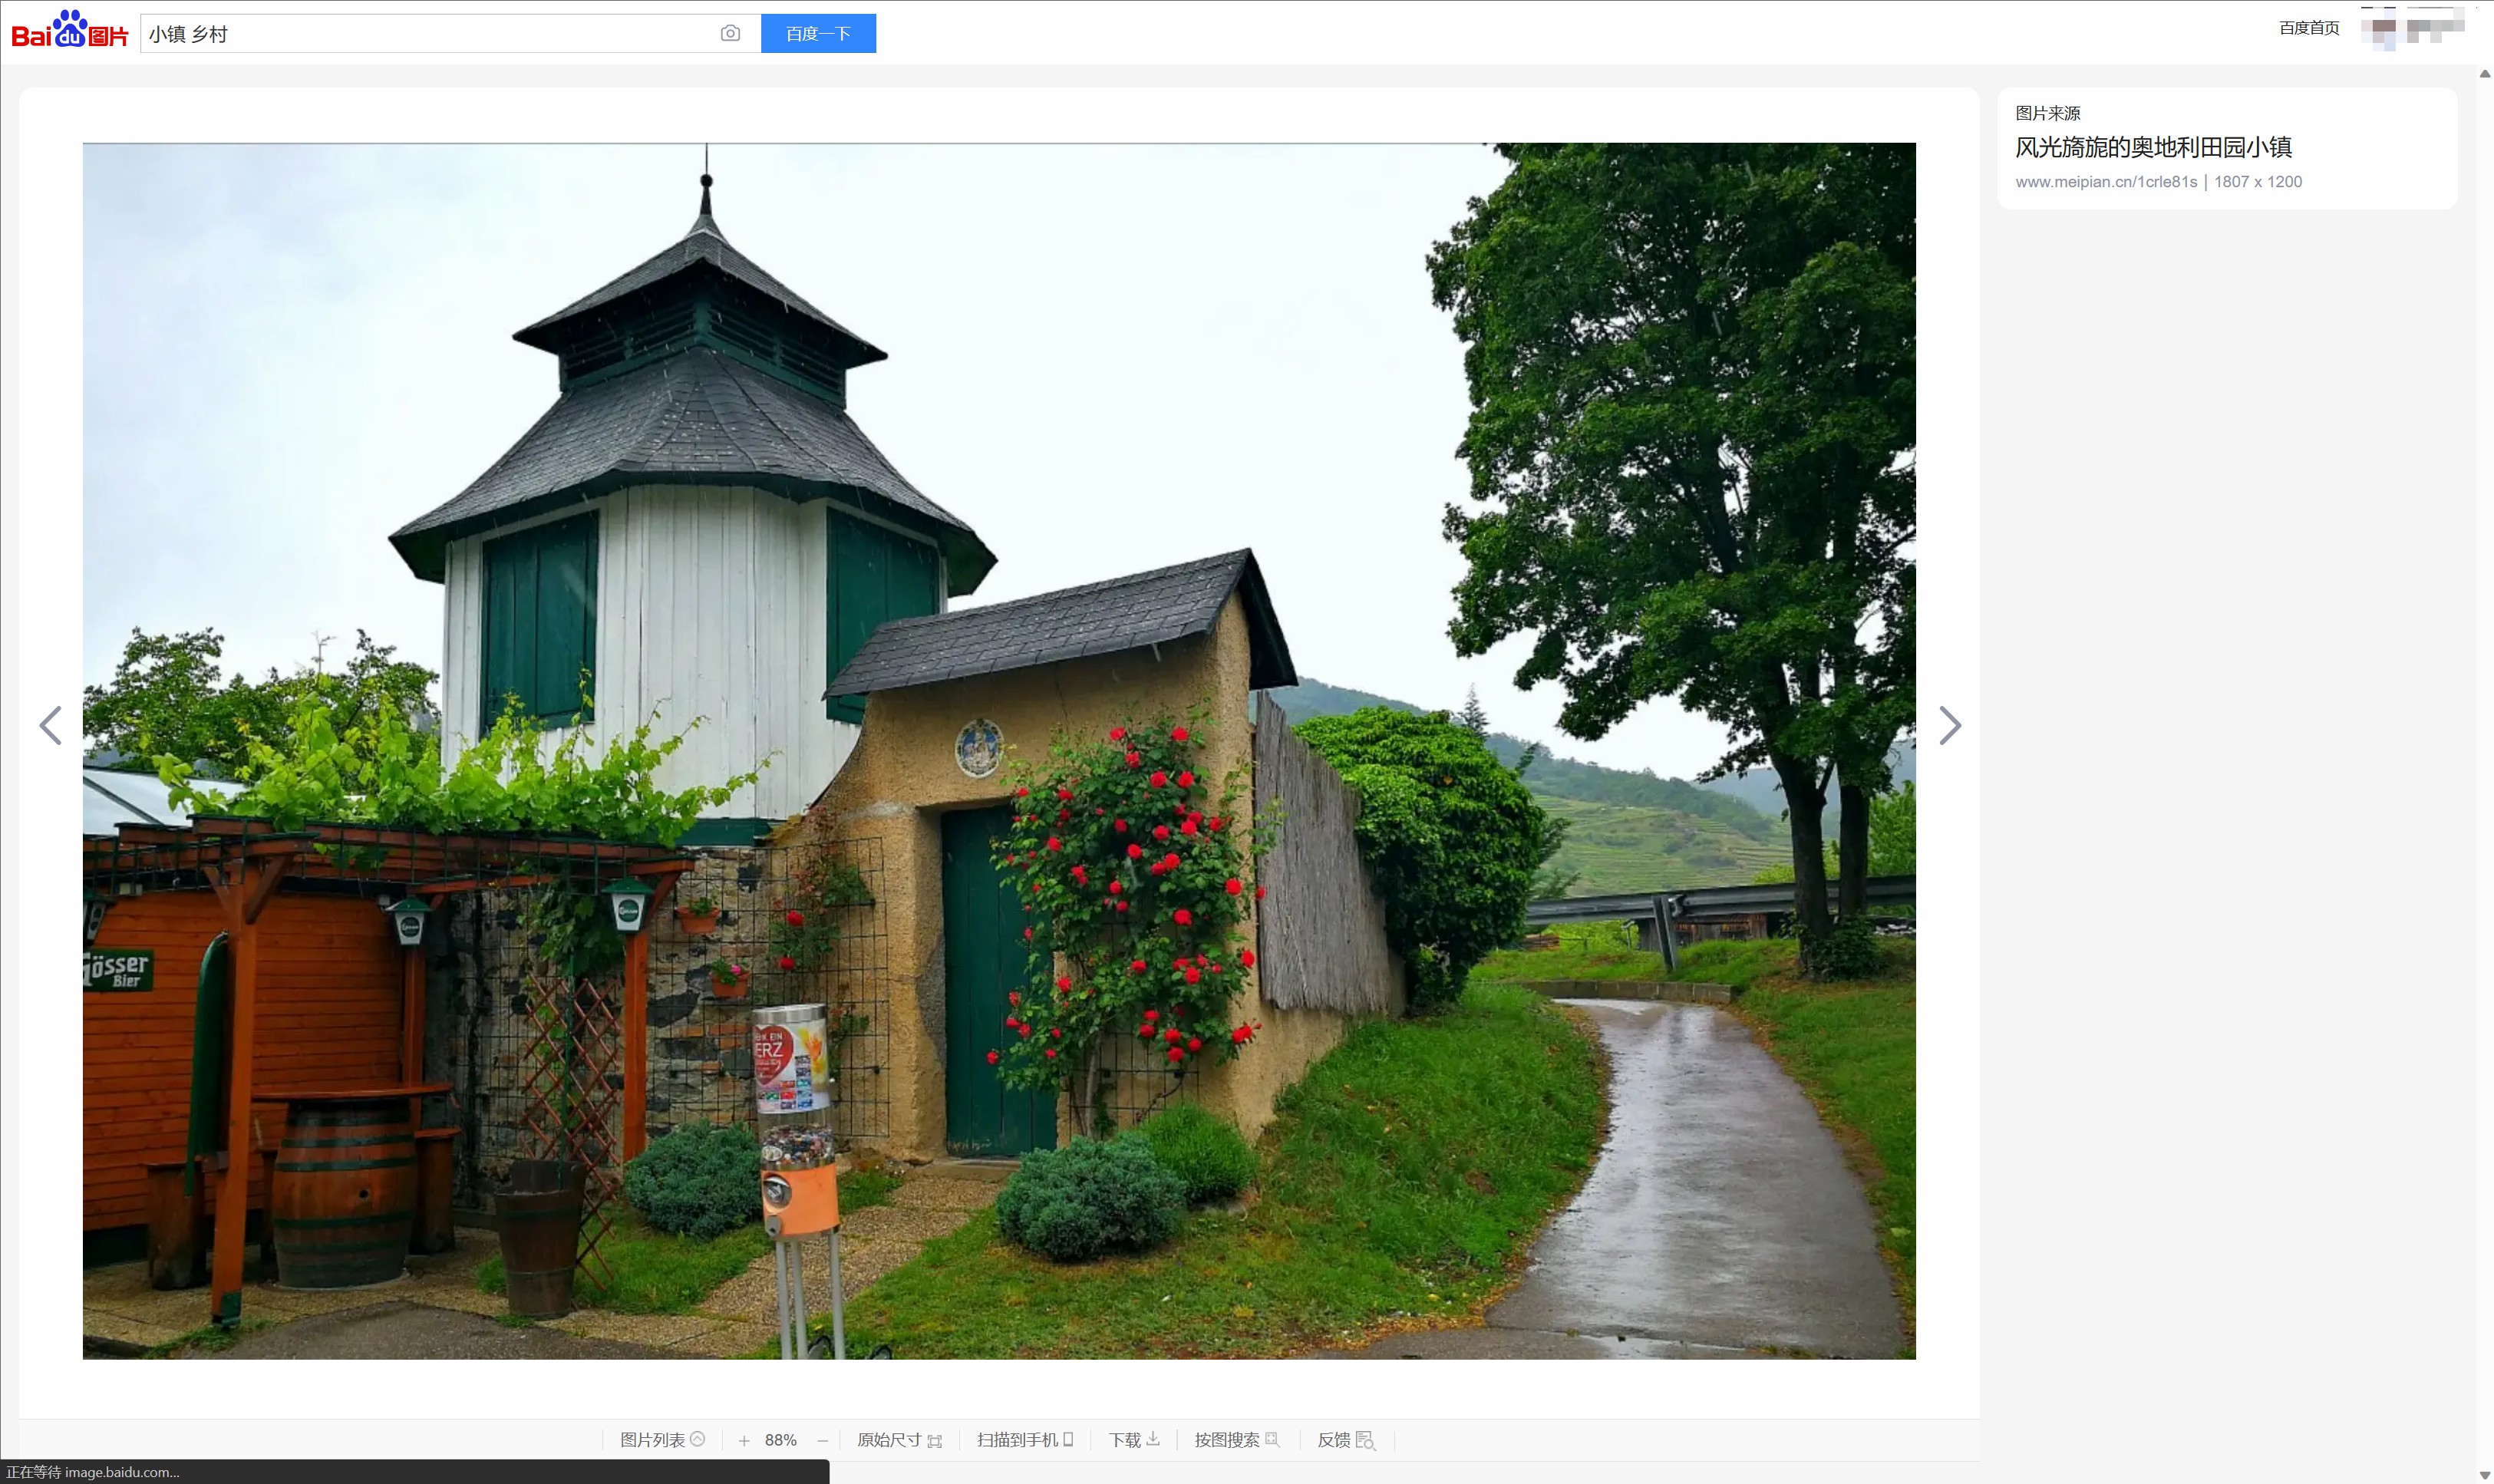 Bai du 图片
小镇 乡村
百度一下
百度首页
图片来源
风光旖旎的奥地利田园小镇
www.meipian.cn/1crle81s | 1807 x 1200
Gösser
Bier
EIN
ERZ
图片列表
88%
原始尺寸
扫描到手机
下载
按图搜索
反馈
正在等待 image.baidu.com...